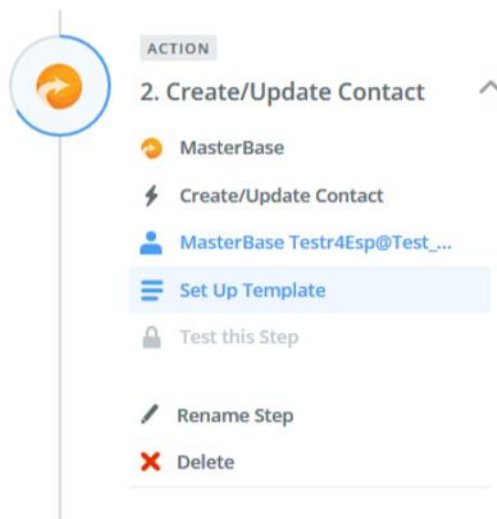 ACTION
2. Create/Update Contact
MasterBase
Create/Update Contact
MasterBase Testr4Esp@Test_...
Set Up Template
Test this Step
Rename Step
Delete